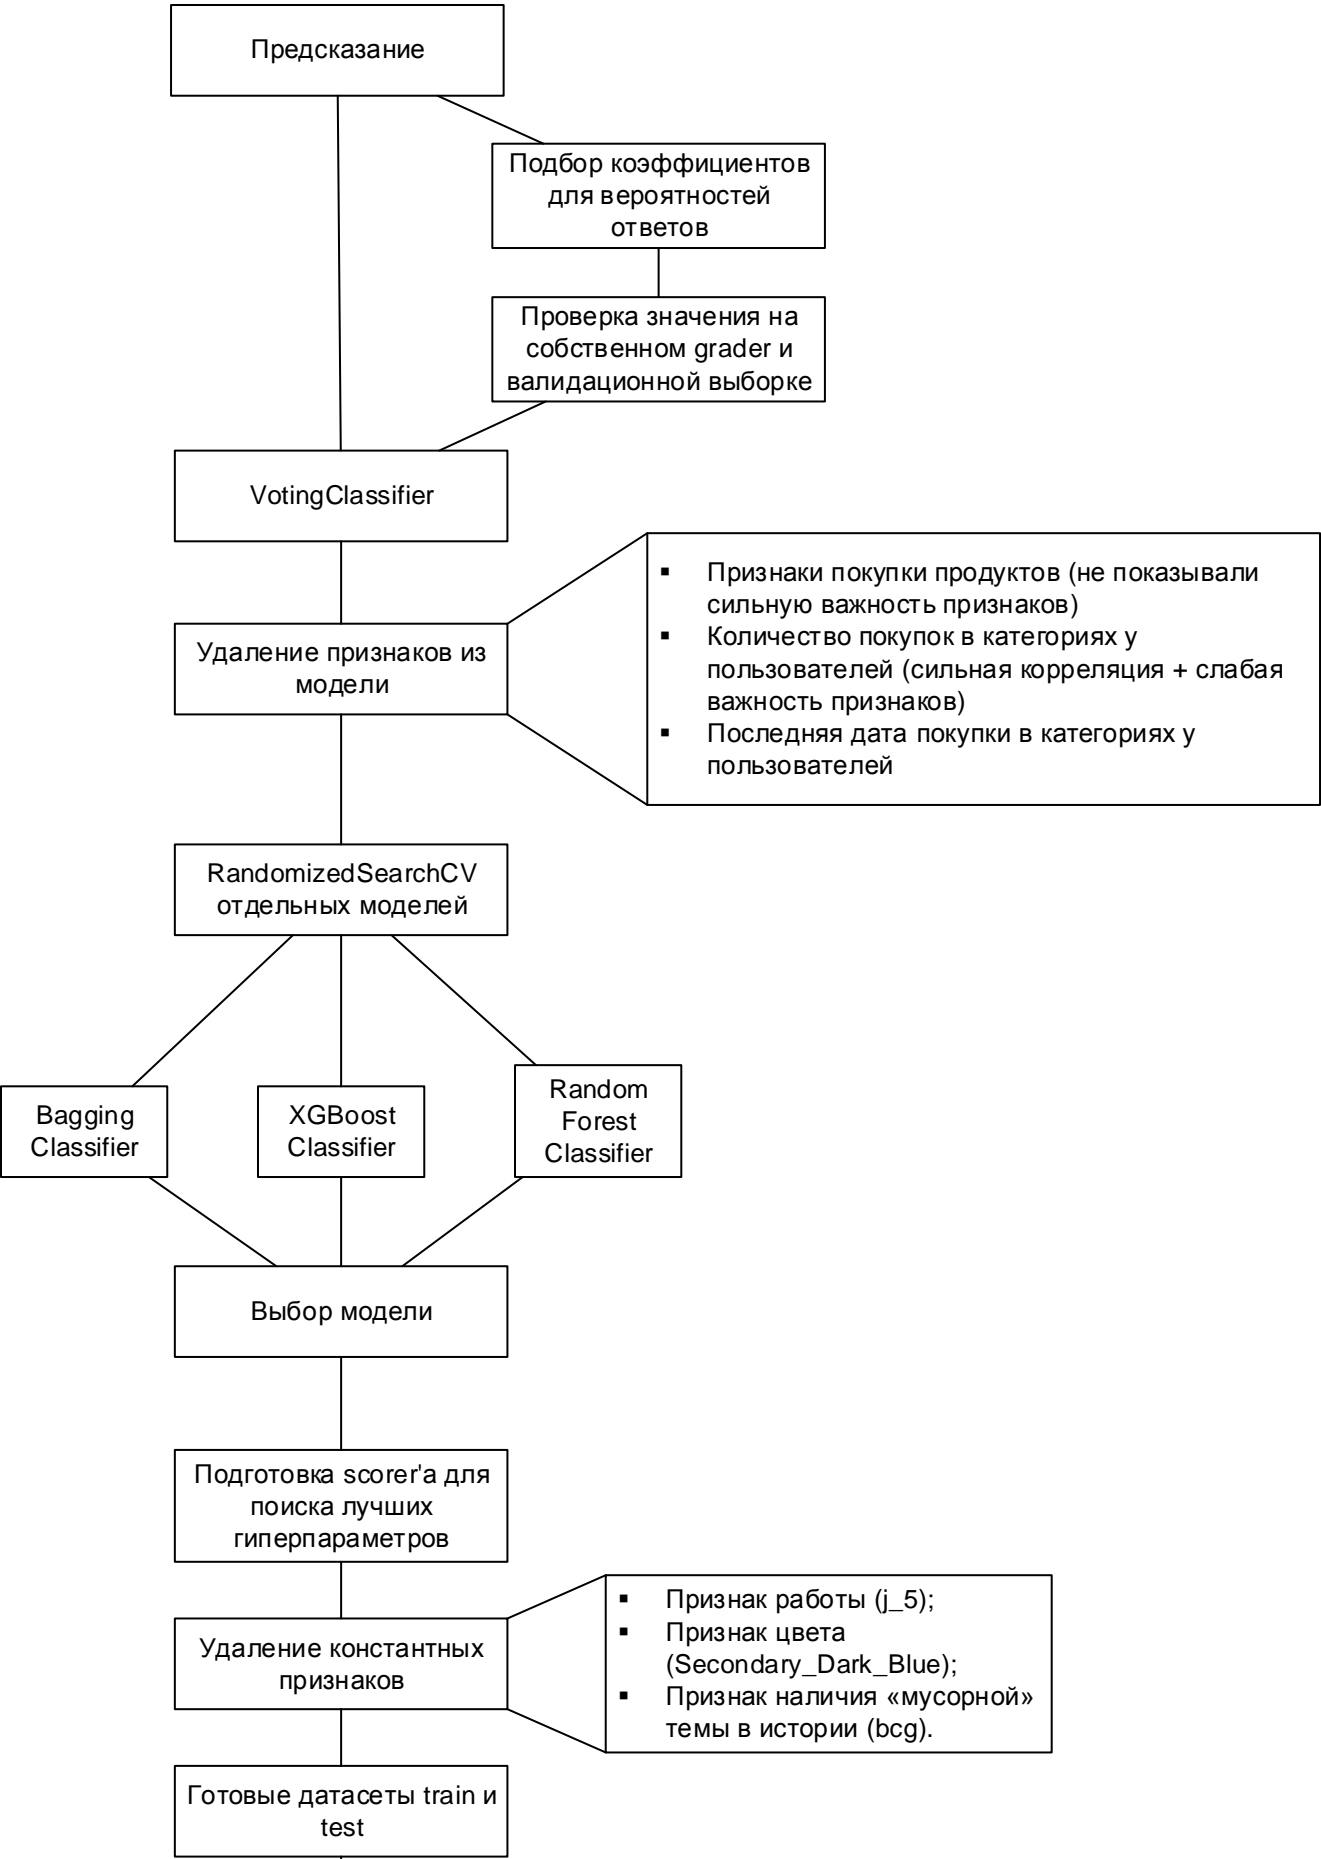 Предсказание
Подбор коэффициентов
для вероятностей
ответов
Проверка значения на
собственном grader и
валидационной выборке
VotingClassifier
▪ Признаки покупки продуктов (не показывали
сильную важность признаков)
▪ Количество покупок в категориях у
пользователей (сильная корреляция + слабая
важность признаков)
▪ Последняя дата покупки в категориях у
пользователей
Удаление признаков из
модели
RandomizedSearchCV
отдельных моделей
Bagging
Classifier
XGBoost
Classifier
Random
Forest
Classifier
Выбор модели
Подготовка scorer'а для
поиска лучших
гиперпараметров
Удаление константных
признаков
▪ Признак работы (j_5);
▪ Признак цвета
(Secondary_Dark_Blue);
▪ Признак наличия «мусорной»
темы в истории (bcg).
Готовые датасеты train и
test